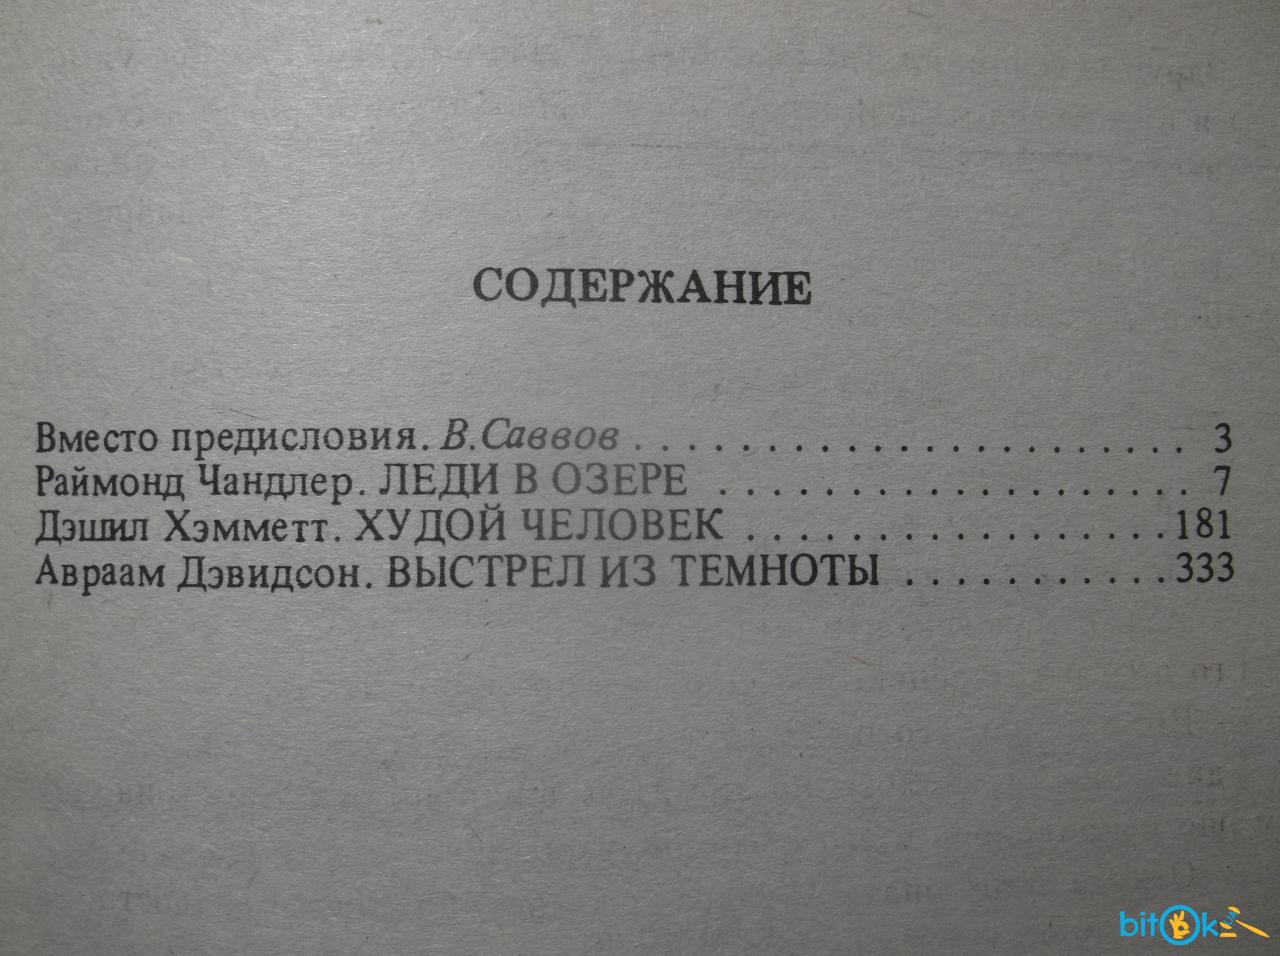 СОДЕРЖАНИЕ
Вместо предисловия. В.Саввов . . . . . . . . . . . . . . . . . . . . . . 3
Раймонд Чандлер. ЛЕДИ В ОЗЕРЕ . . . . . . . . . . . . . . . . . . . 7
Дэшил Хэмметт. ХУДОЙ ЧЕЛОВЕК . . . . . . . . . . . . . . . . . 181
Авраам Дэвидсон. ВЫСТРЕЛ ИЗ ТЕМНОТЫ . . . . . . . . . . . 333
bitOk